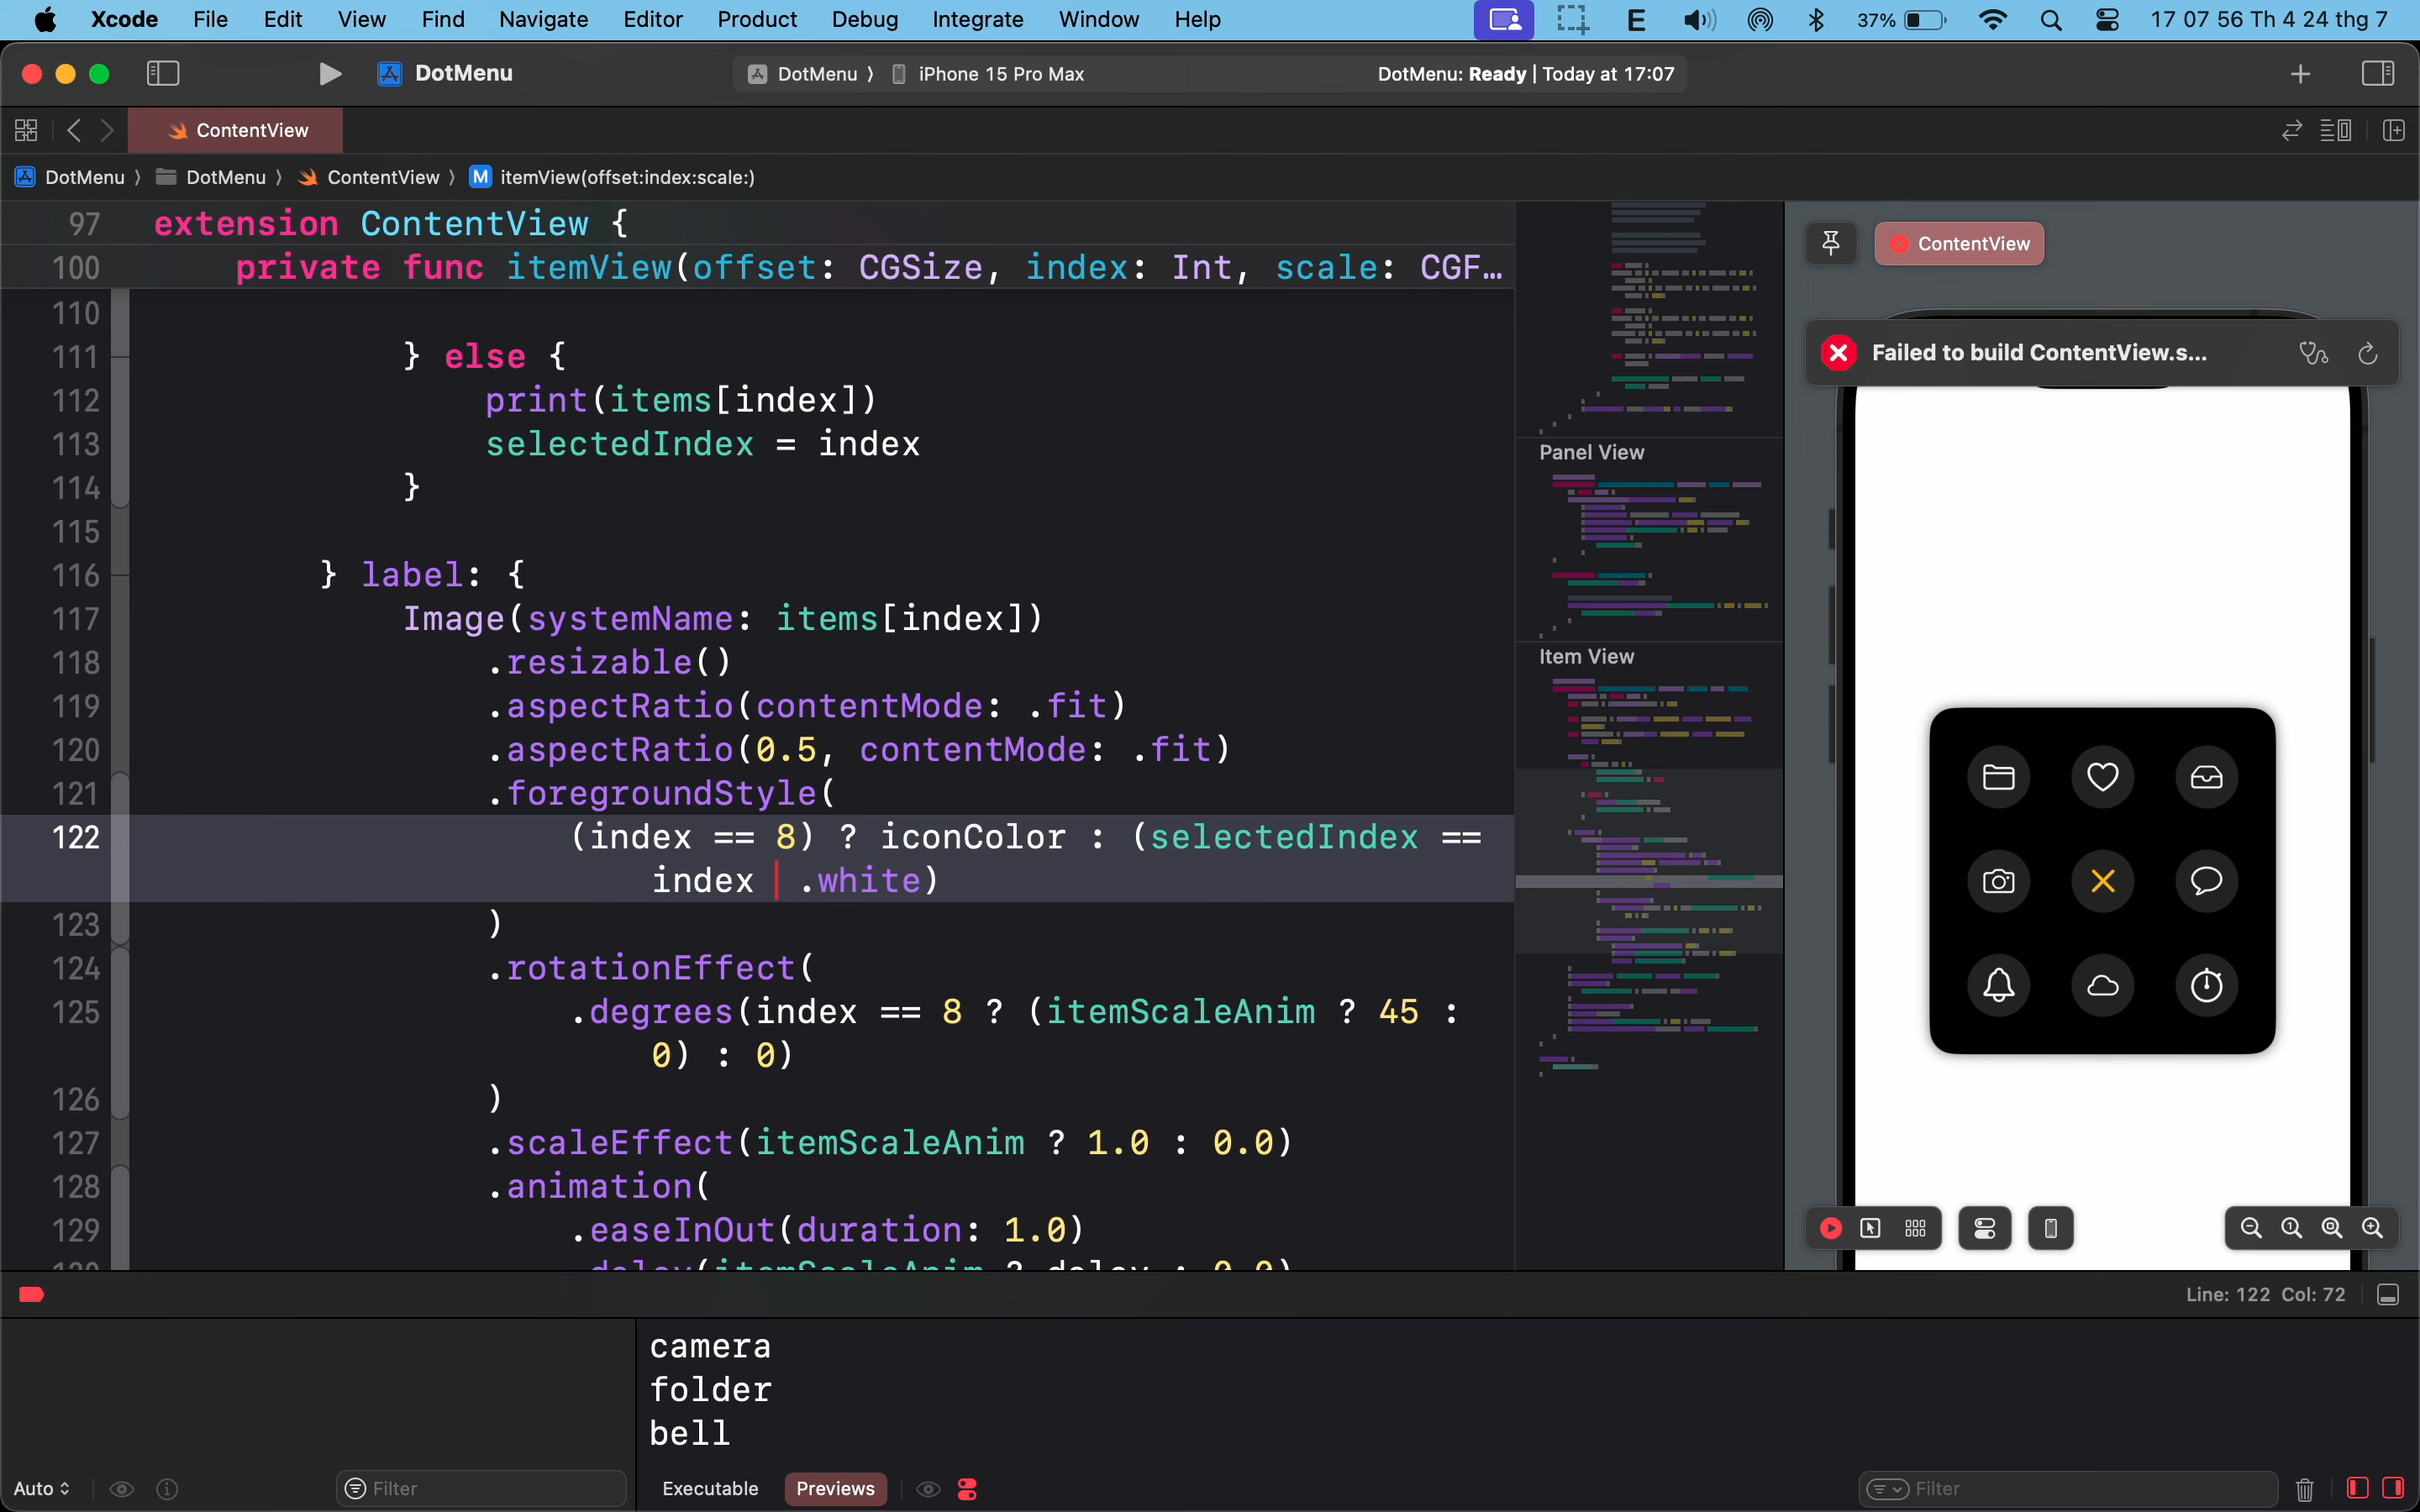 Xcode File Edit View Find Navigate Editor Product Debug Integrate Window Help E 37% 17 07 56 Th 4 24 thg 7
DotMenu DotMenu 〉 iPhone 15 Pro Max DotMenu: Ready | Today at 17:07
ContentView
DotMenu 〉 DotMenu 〉 ContentView 〉 M itemView(offset:index:scale:)
97 extension ContentView {
100 private func itemView(offset: CGSize, index: Int, scale: CGF…
110
111 } else {
112 print(items[index])
113 selectedIndex = index
114 }
115
116 } label: {
117 Image(systemName: items[index])
118 .resizable()
119 .aspectRatio(contentMode: .fit)
120 .aspectRatio(0.5, contentMode: .fit)
121 .foregroundStyle(
122 (index == 8) ? iconColor : (selectedIndex ==
index .white)
123 )
124 .rotationEffect(
125 .degrees(index == 8 ? (itemScaleAnim ? 45 :
0) : 0)
126 )
127 .scaleEffect(itemScaleAnim ? 1.0 : 0.0)
128 .animation(
129 .easeInOut(duration: 1.0)
130 .delay(itemScaleAnim ? delay : 0.0)
Panel View
Item View
ContentView
Failed to build ContentView.s...
Line: 122 Col: 72
camera
folder
bell
Auto Filter Executable Previews Filter